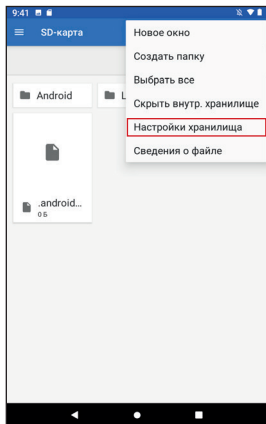 9:41
SD-карта
Новое окно
Создать папку
Выбрать все
Скрыть внутр. хранилище
Настройки хранилища
Сведения о файле
Android
L
.android...
0 Б